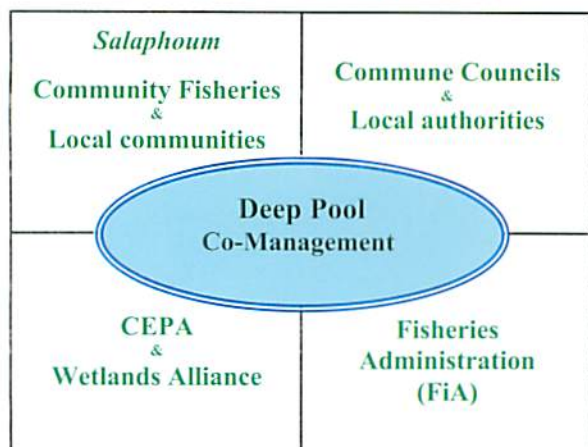 Salaphoum
Community Fisheries
&
Local communities
Commune Councils
&
Local authorities
Deep Pool
Co-Management
CEPA
&
Wetlands Alliance
Fisheries
Administration
(FiA)